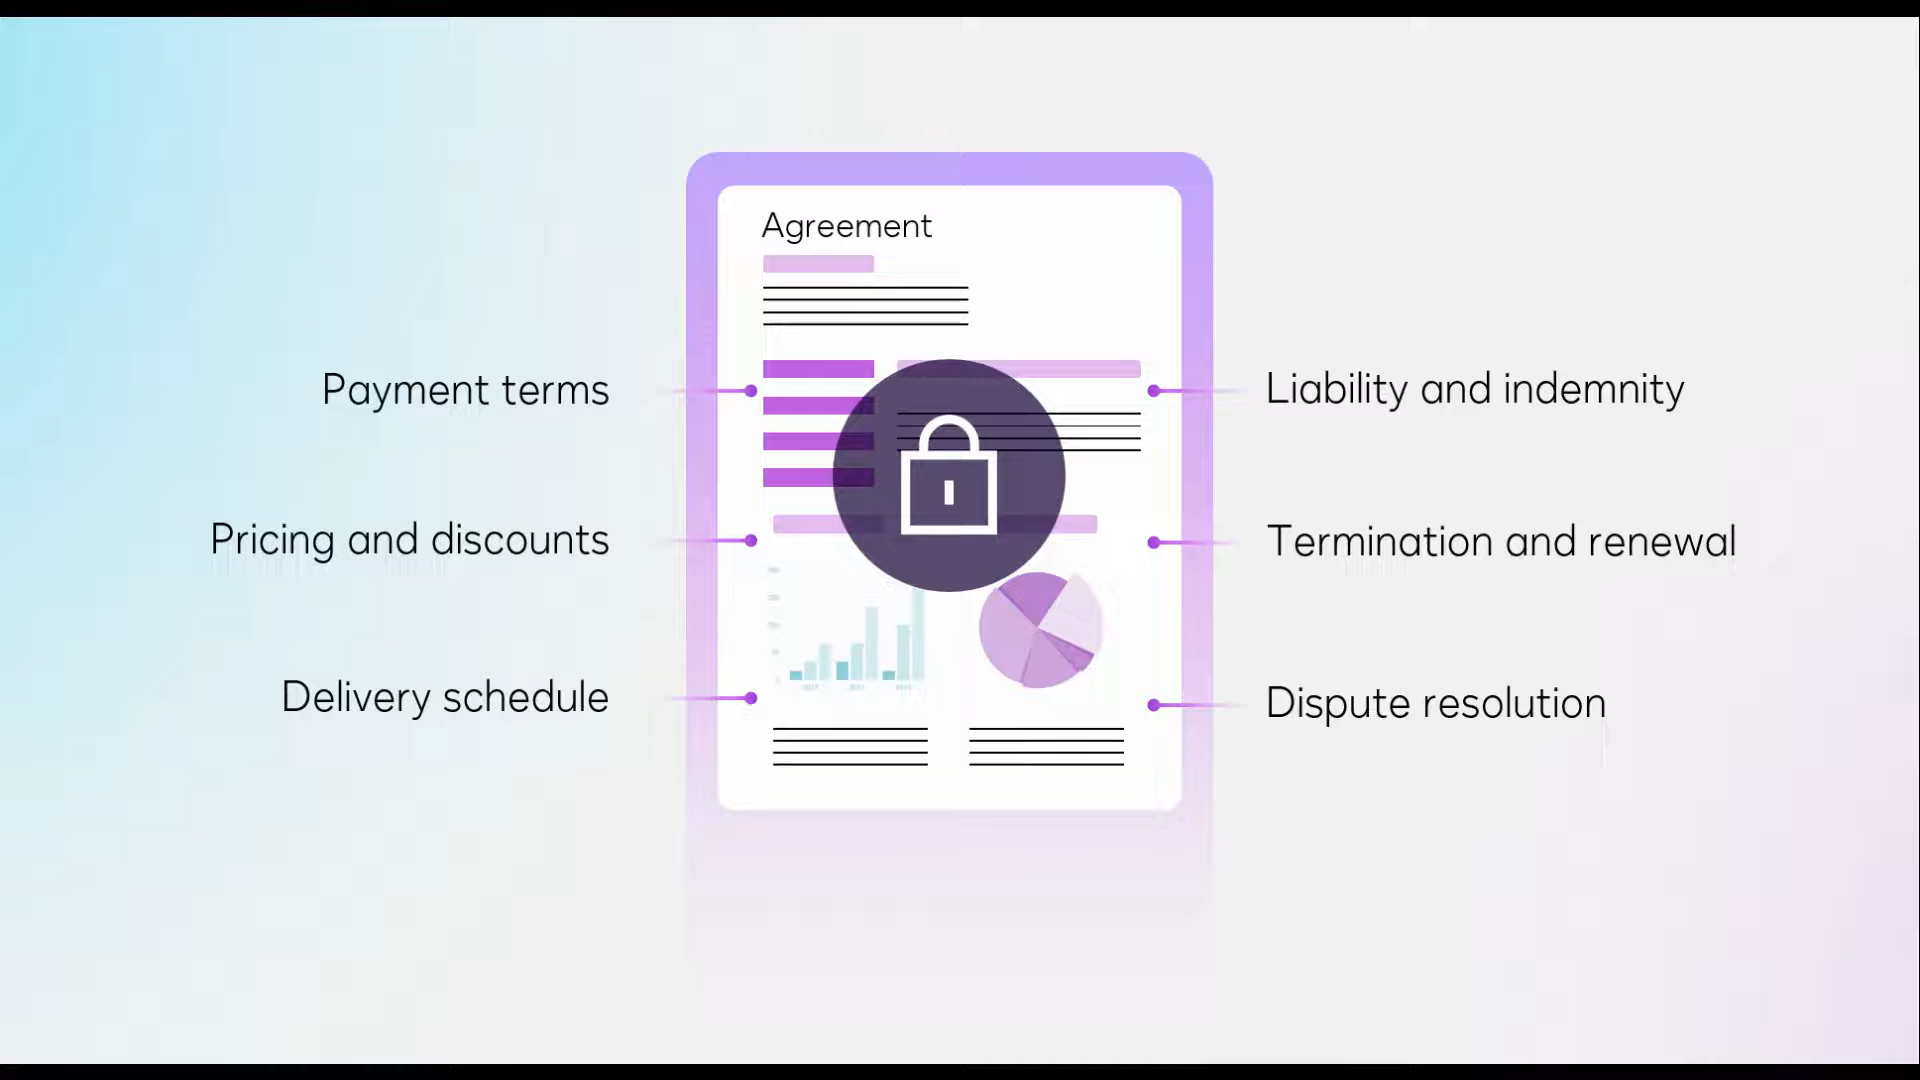 Agreement
Payment terms
Pricing and discounts
Delivery schedule
Liability and indemnity
Termination and renewal
Dispute resolution